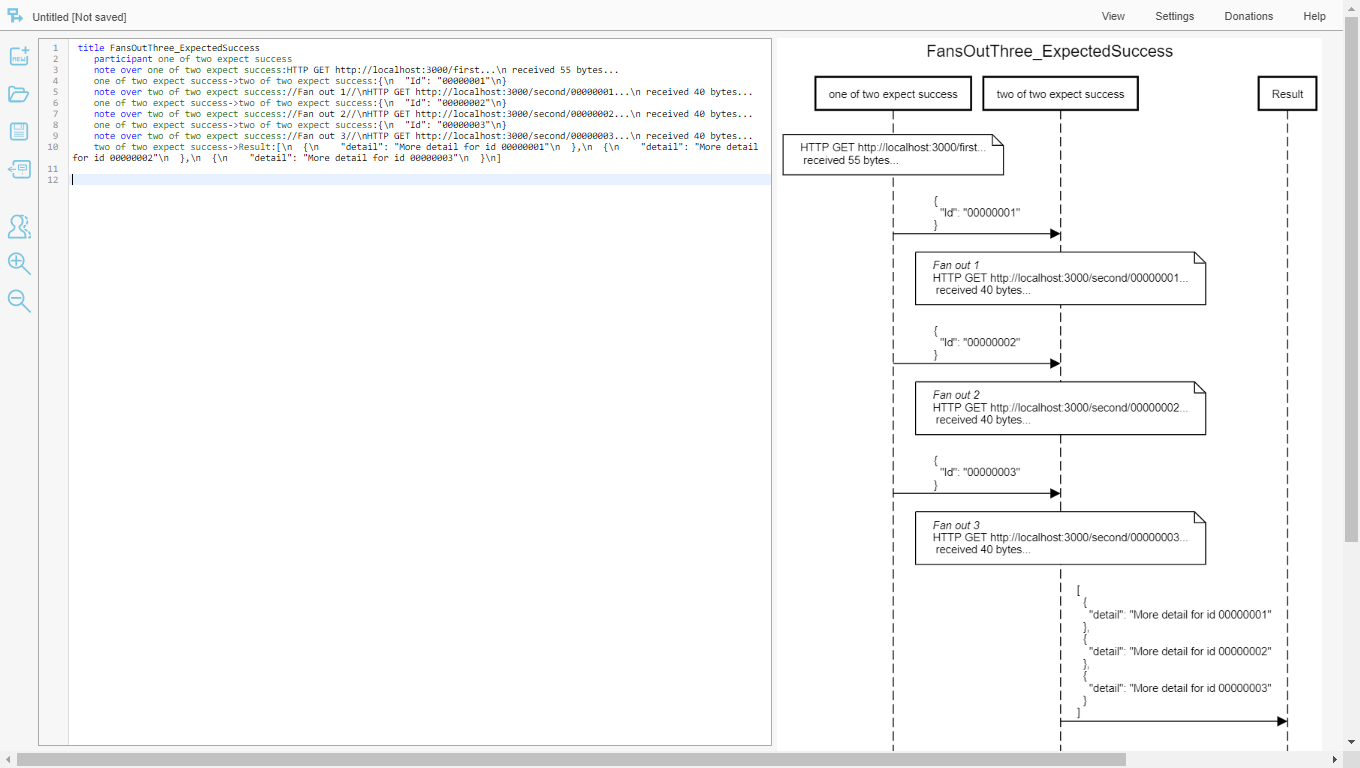 Untitled [Not saved]
View Settings Donations Help
NEW
1 title FansOutThree_ExpectedSuccess
2 participant one of two expect success
3 note over one of two expect success:HTTP GET http://localhost:3000/first...\n received 55 bytes...
4 one of two expect success->two of two expect success:{\n  "Id": "00000001"\n}
5 note over two of two expect success://Fan out 1//\nHTTP GET http://localhost:3000/second/00000001...\n received 40 bytes...
6 one of two expect success->two of two expect success:{\n  "Id": "00000002"\n}
7 note over two of two expect success://Fan out 2//\nHTTP GET http://localhost:3000/second/00000002...\n received 40 bytes...
8 one of two expect success->two of two expect success:{\n  "Id": "00000003"\n}
9 note over two of two expect success://Fan out 3//\nHTTP GET http://localhost:3000/second/00000003...\n received 40 bytes...
10 two of two expect success->Result:[\n  {\n    "detail": "More detail for id 00000001"\n  },\n  {\n    "detail": "More detail
for id 00000002"\n  },\n  {\n    "detail": "More detail for id 00000003"\n  }\n]
11
12
FansOutThree_ExpectedSuccess
one of two expect success
two of two expect success
Result
HTTP GET http://localhost:3000/first...
received 55 bytes...
{
"Id": "00000001"
}
Fan out 1
HTTP GET http://localhost:3000/second/00000001...
received 40 bytes...
{
"Id": "00000002"
}
Fan out 2
HTTP GET http://localhost:3000/second/00000002...
received 40 bytes...
{
"Id": "00000003"
}
Fan out 3
HTTP GET http://localhost:3000/second/00000003...
received 40 bytes...
[
{
"detail": "More detail for id 00000001"
},
{
"detail": "More detail for id 00000002"
},
{
"detail": "More detail for id 00000003"
}
]